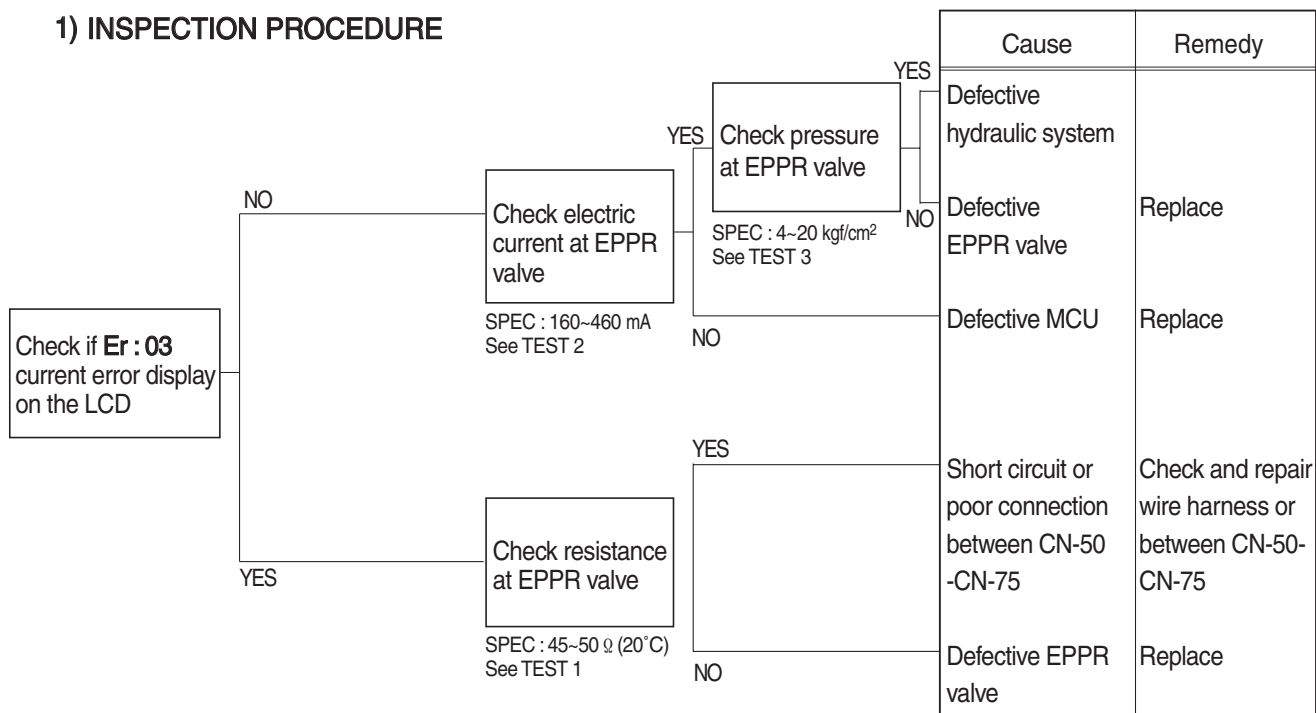 1) INSPECTION PROCEDURE
Cause
Remedy
YES
Defective
hydraulic system
YES
Check pressure
at EPPR valve
NO
Check electric
current at EPPR
valve
NO
Defective
EPPR valve
Replace
SPEC : 4~20 kgf/cm²
See TEST 3
SPEC : 160~460 mA
See TEST 2
NO
Defective MCU
Replace
Check if Er : 03
current error display
on the LCD
YES
Short circuit or
poor connection
between CN-50
-CN-75
Check and repair
wire harness or
between CN-50-
CN-75
YES
Check resistance
at EPPR valve
SPEC : 45~50 Ω (20˚C)
See TEST 1
NO
Defective EPPR
valve
Replace